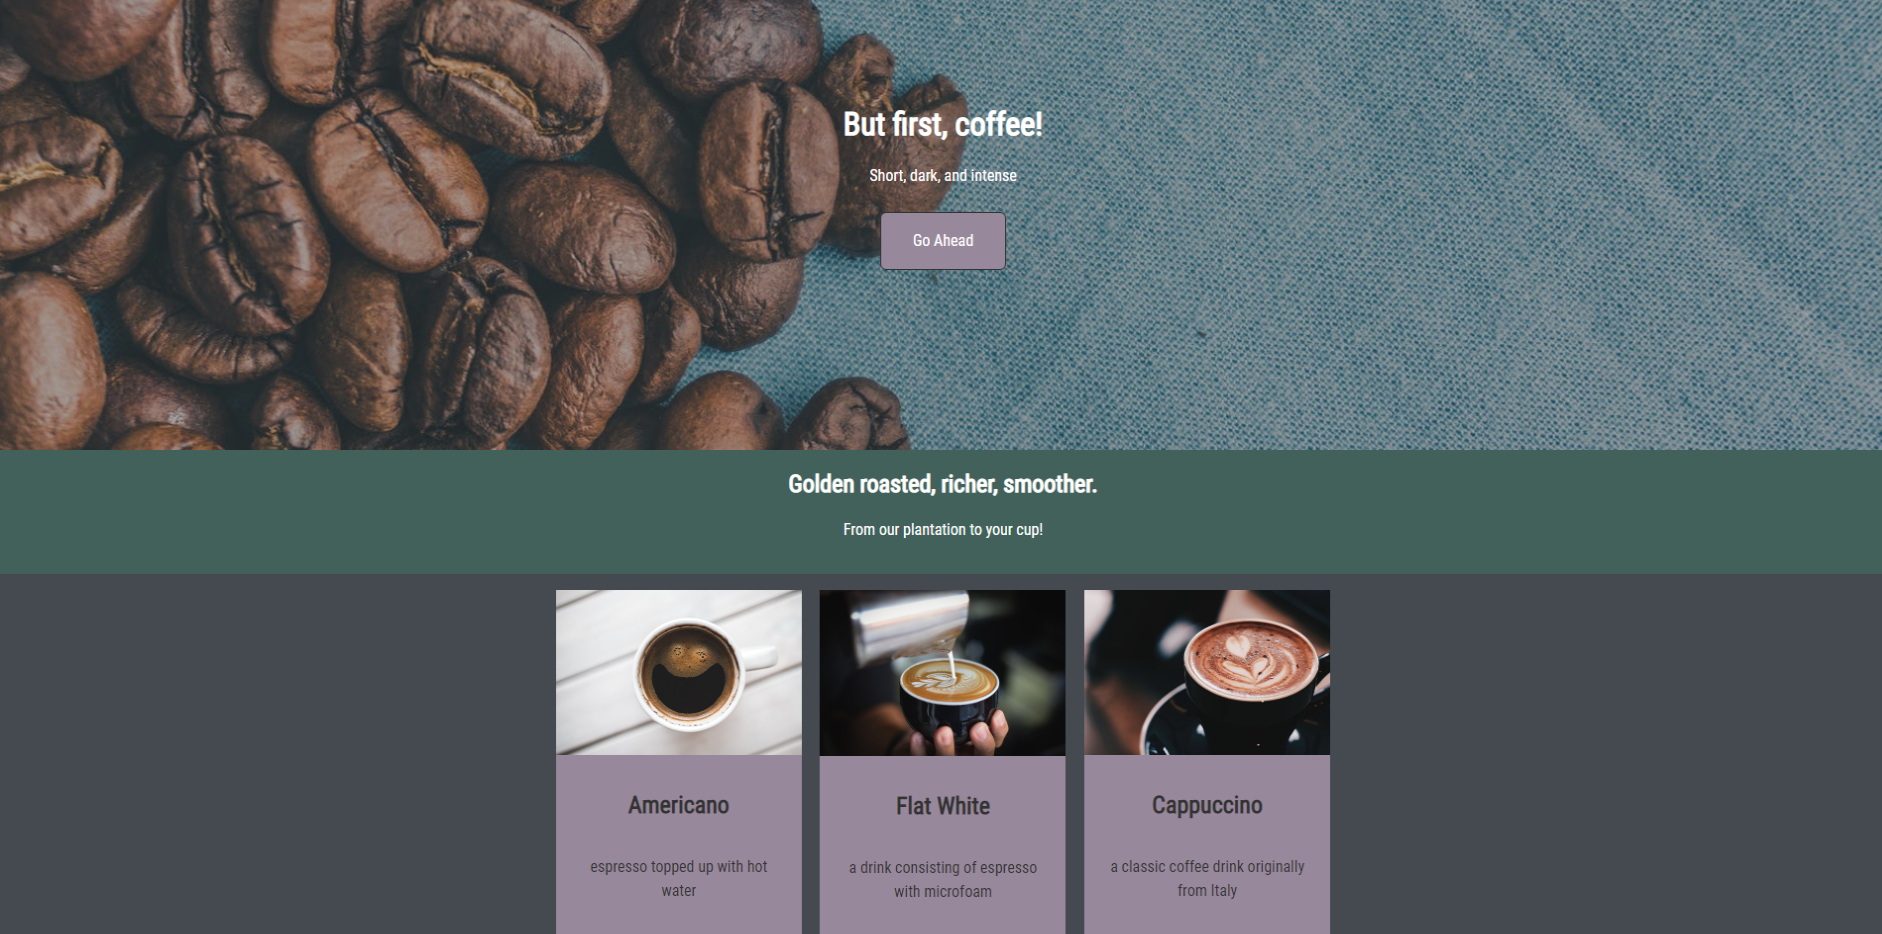 But first, coffee!
Short, dark, and intense
Go Ahead
Golden roasted, richer, smoother.
From our plantation to your cup!
Americano
espresso topped up with hot
water
Flat White
a drink consisting of espresso
with microfoam
Cappuccino
a classic coffee drink originally
from Italy